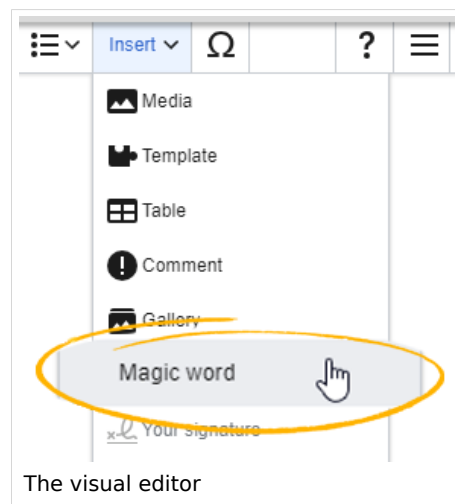 Insert Ω ?
Media
Template
Table
Comment
Gallery
Magic word
Your signature
The visual editor